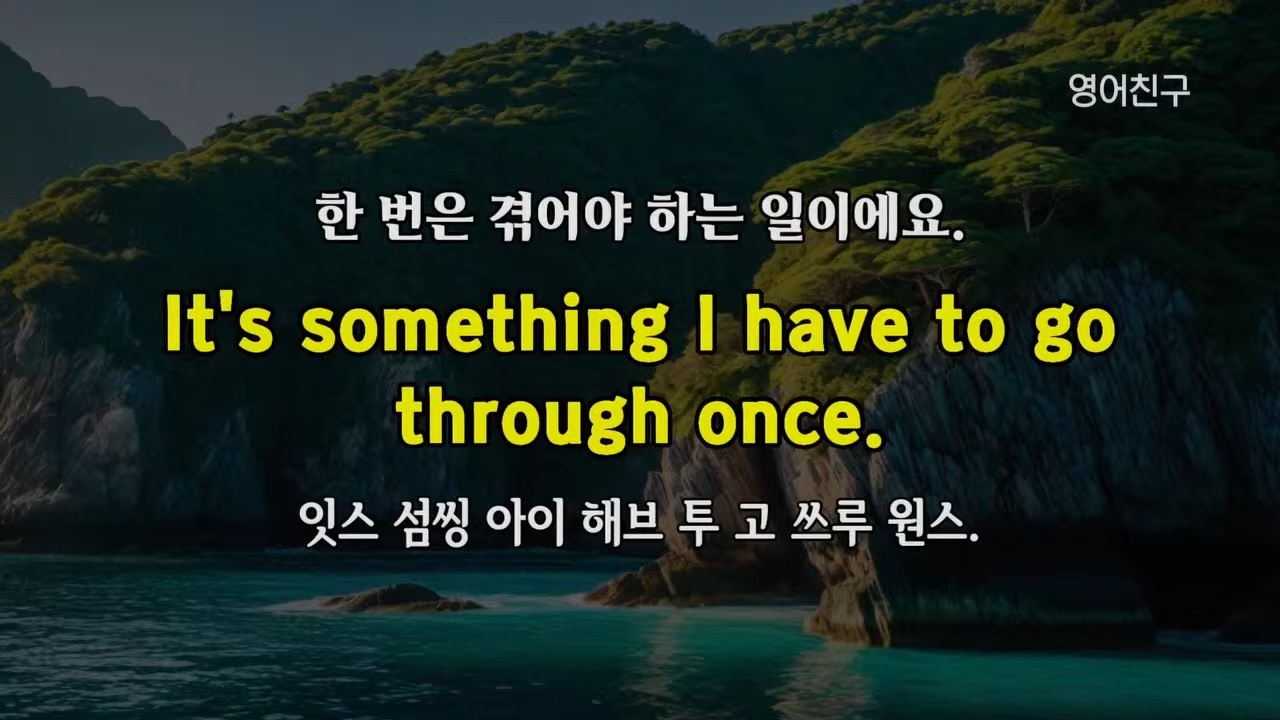 영어친구
한 번은 겪어야 하는 일이에요.
It's something I have to go
through once.
잇스 섬씽 아이 해브 투 고 쓰루 원스.